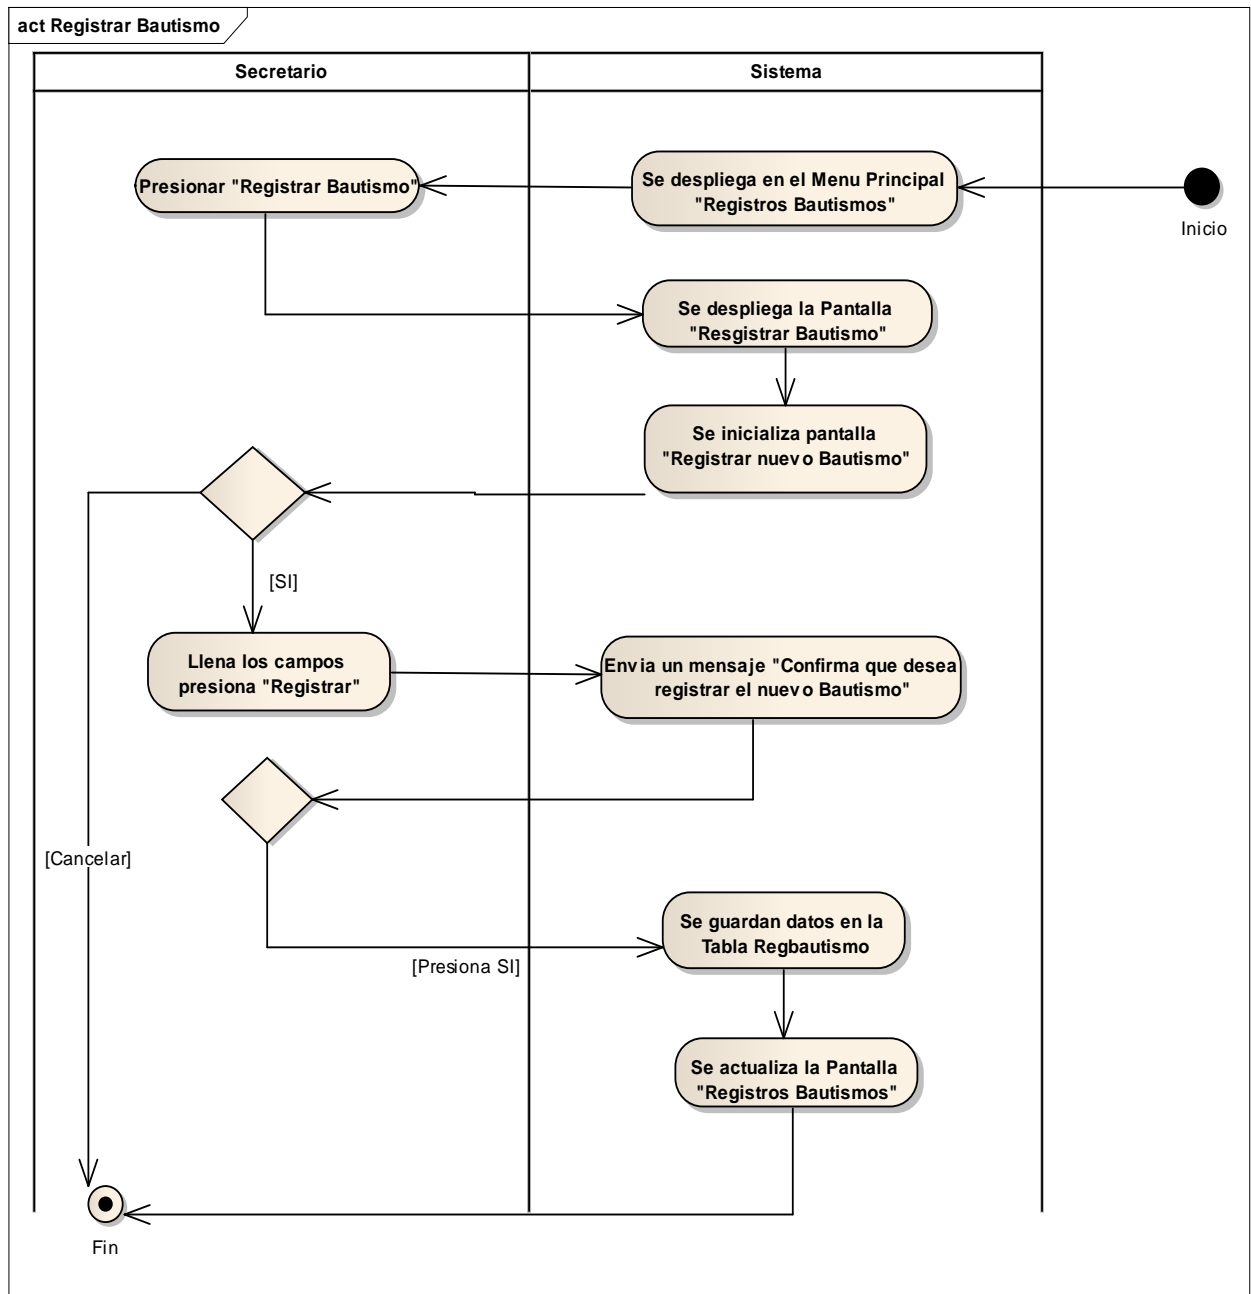 act Registrar Bautismo
Secretario
Sistema
Presionar "Registrar Bautismo"
Se despliega en el Menu Principal
"Registros Bautismos"
Inicio
Se despliega la Pantalla
"Resgistrar Bautismo"
Se inicializa pantalla
"Registrar nuevo Bautismo"
[SI]
Llena los campos
presiona "Registrar"
Envia un mensaje "Confirma que desea
registrar el nuevo Bautismo"
[Cancelar]
Se guardan datos en la
Tabla Regbautismo
[Presiona SI]
Se actualiza la Pantalla
"Registros Bautismos"
Fin